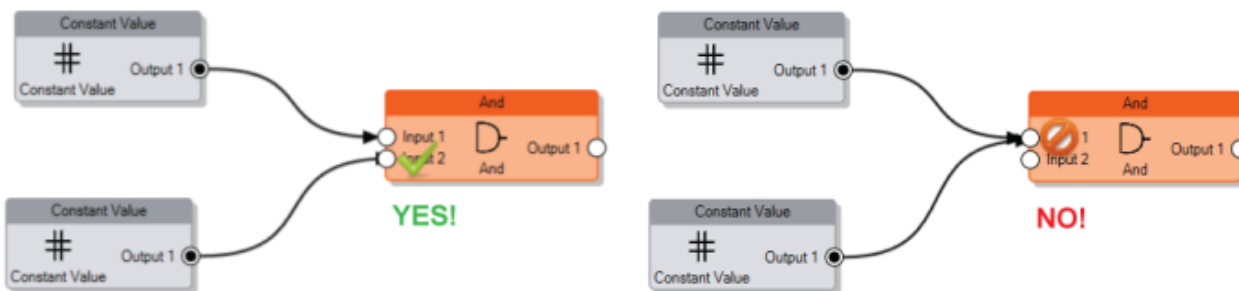 Constant Value
Output 1
Constant Value
And
Input 1
Input 2
Output 1
And
YES!
Constant Value
Output 1
Constant Value
Constant Value
Output 1
Constant Value
And
1
Input 2
Output 1
And
NO!
Constant Value
Output 1
Constant Value